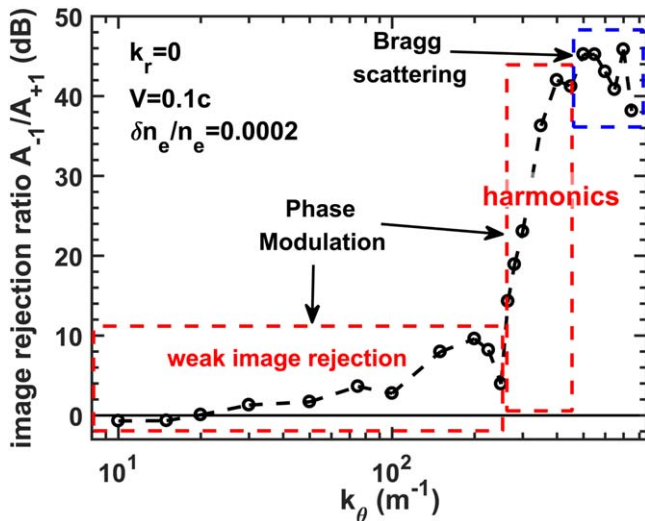 50
40
30
20
10
0
image rejection ratio A_{-1}/A_{+1} (dB)
k_r=0
V=0.1c
δn_e/n_e=0.0002
Bragg
scattering
harmonics
Phase
Modulation
weak image rejection
10^1
10^2
k_θ (m^{-1})